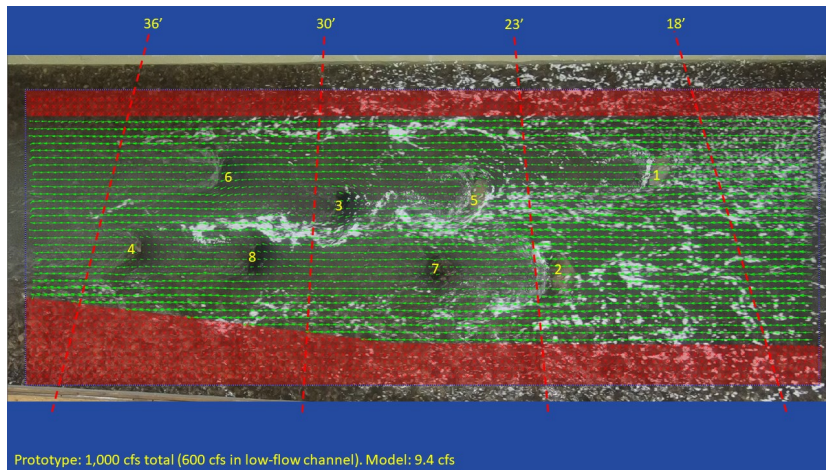 36’ 30’ 23’ 18’
6 1
3 5
4 8 7 2
Prototype: 1,000 cfs total (600 cfs in low-flow channel). Model: 9.4 cfs